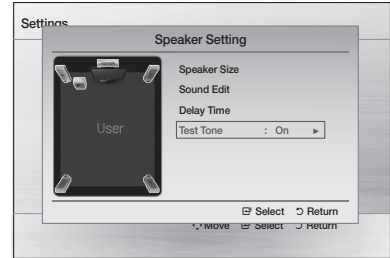 Settings
Speaker Setting
User
Speaker Size
Sound Edit
Delay Time
Test Tone : On ►
Select Return
Move Select Return